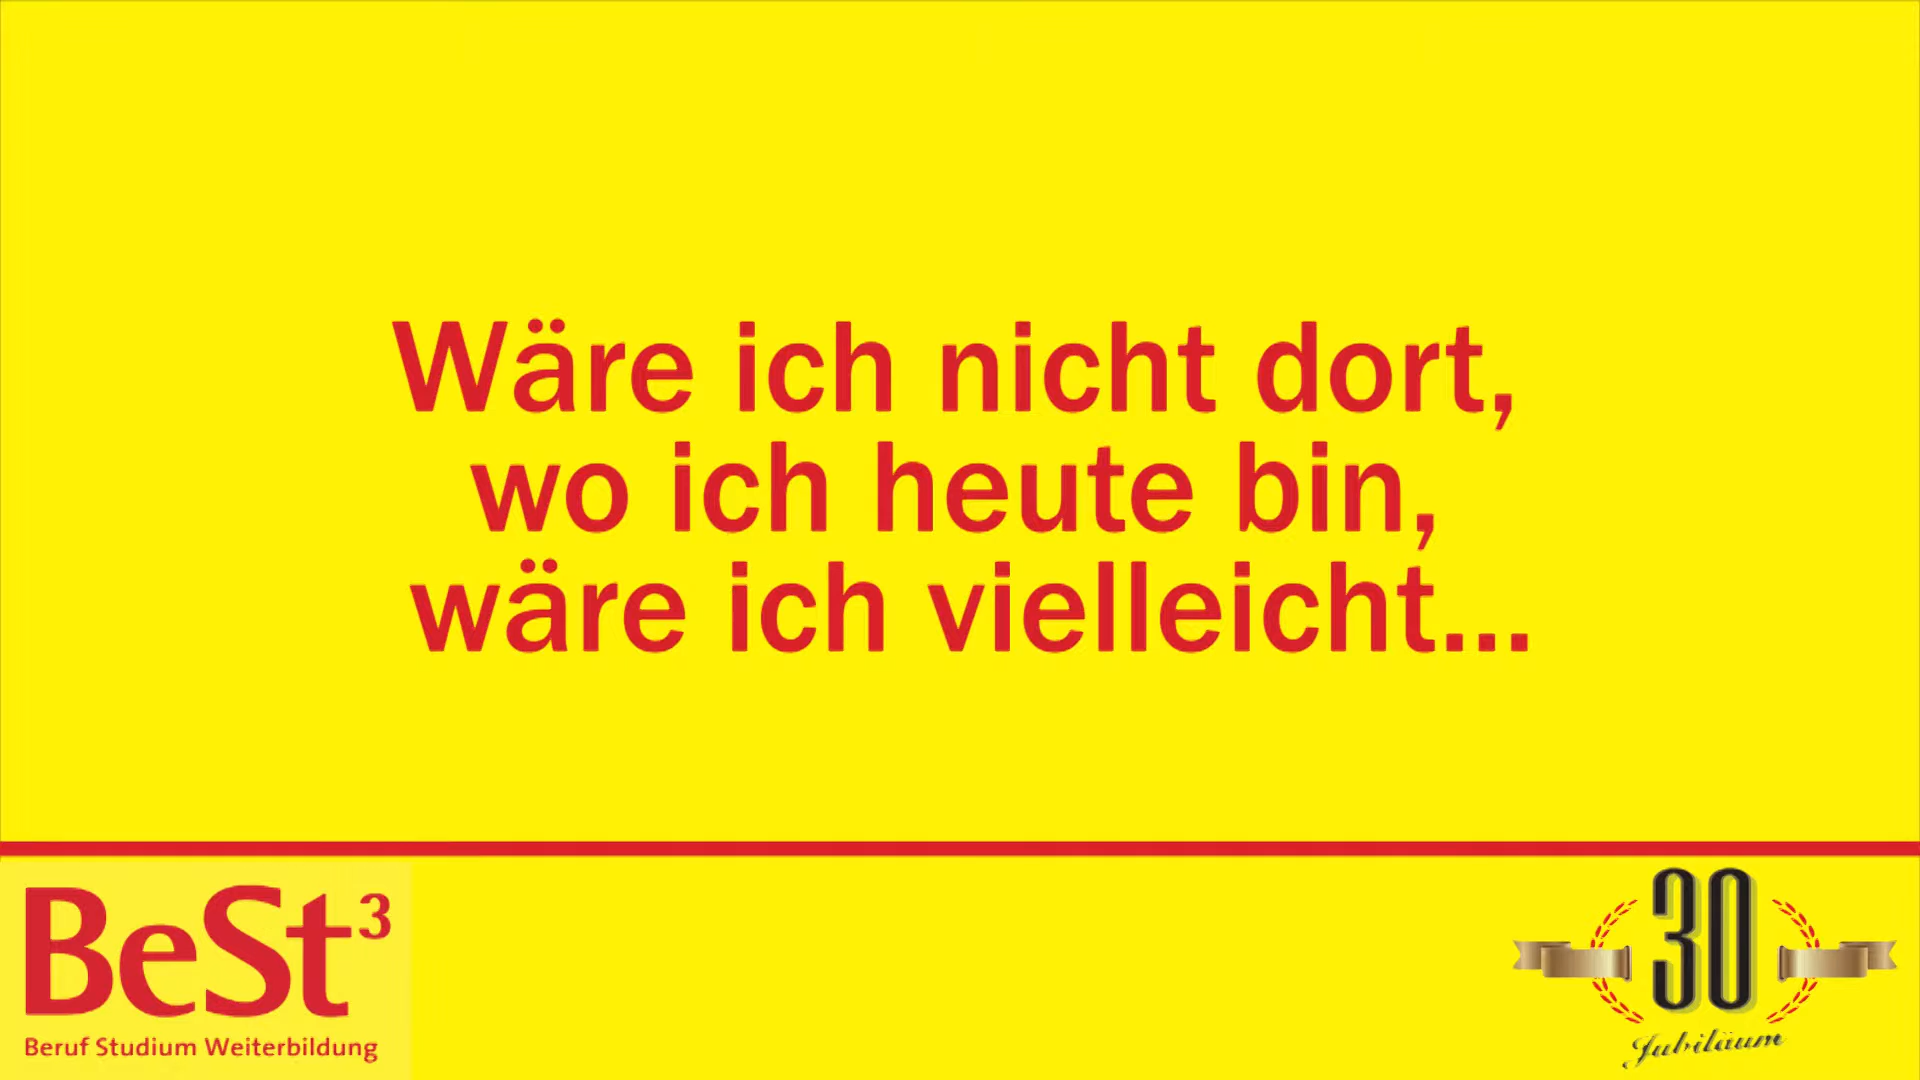 Wäre ich nicht dort,
wo ich heute bin,
wäre ich vielleicht...
BeSt³
Beruf Studium Weiterbildung
30
Jubiläum